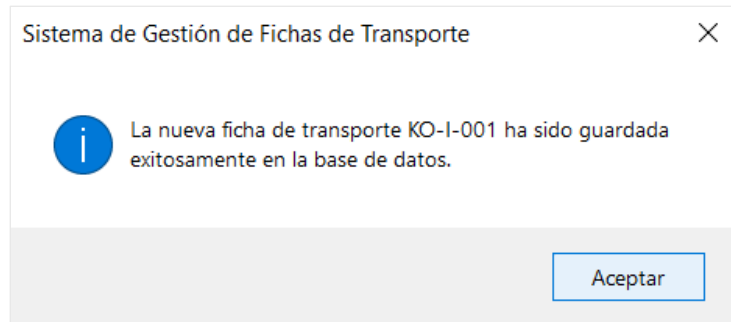 Sistema de Gestión de Fichas de Transporte
La nueva ficha de transporte KO-I-001 ha sido guardada
exitosamente en la base de datos.
Aceptar